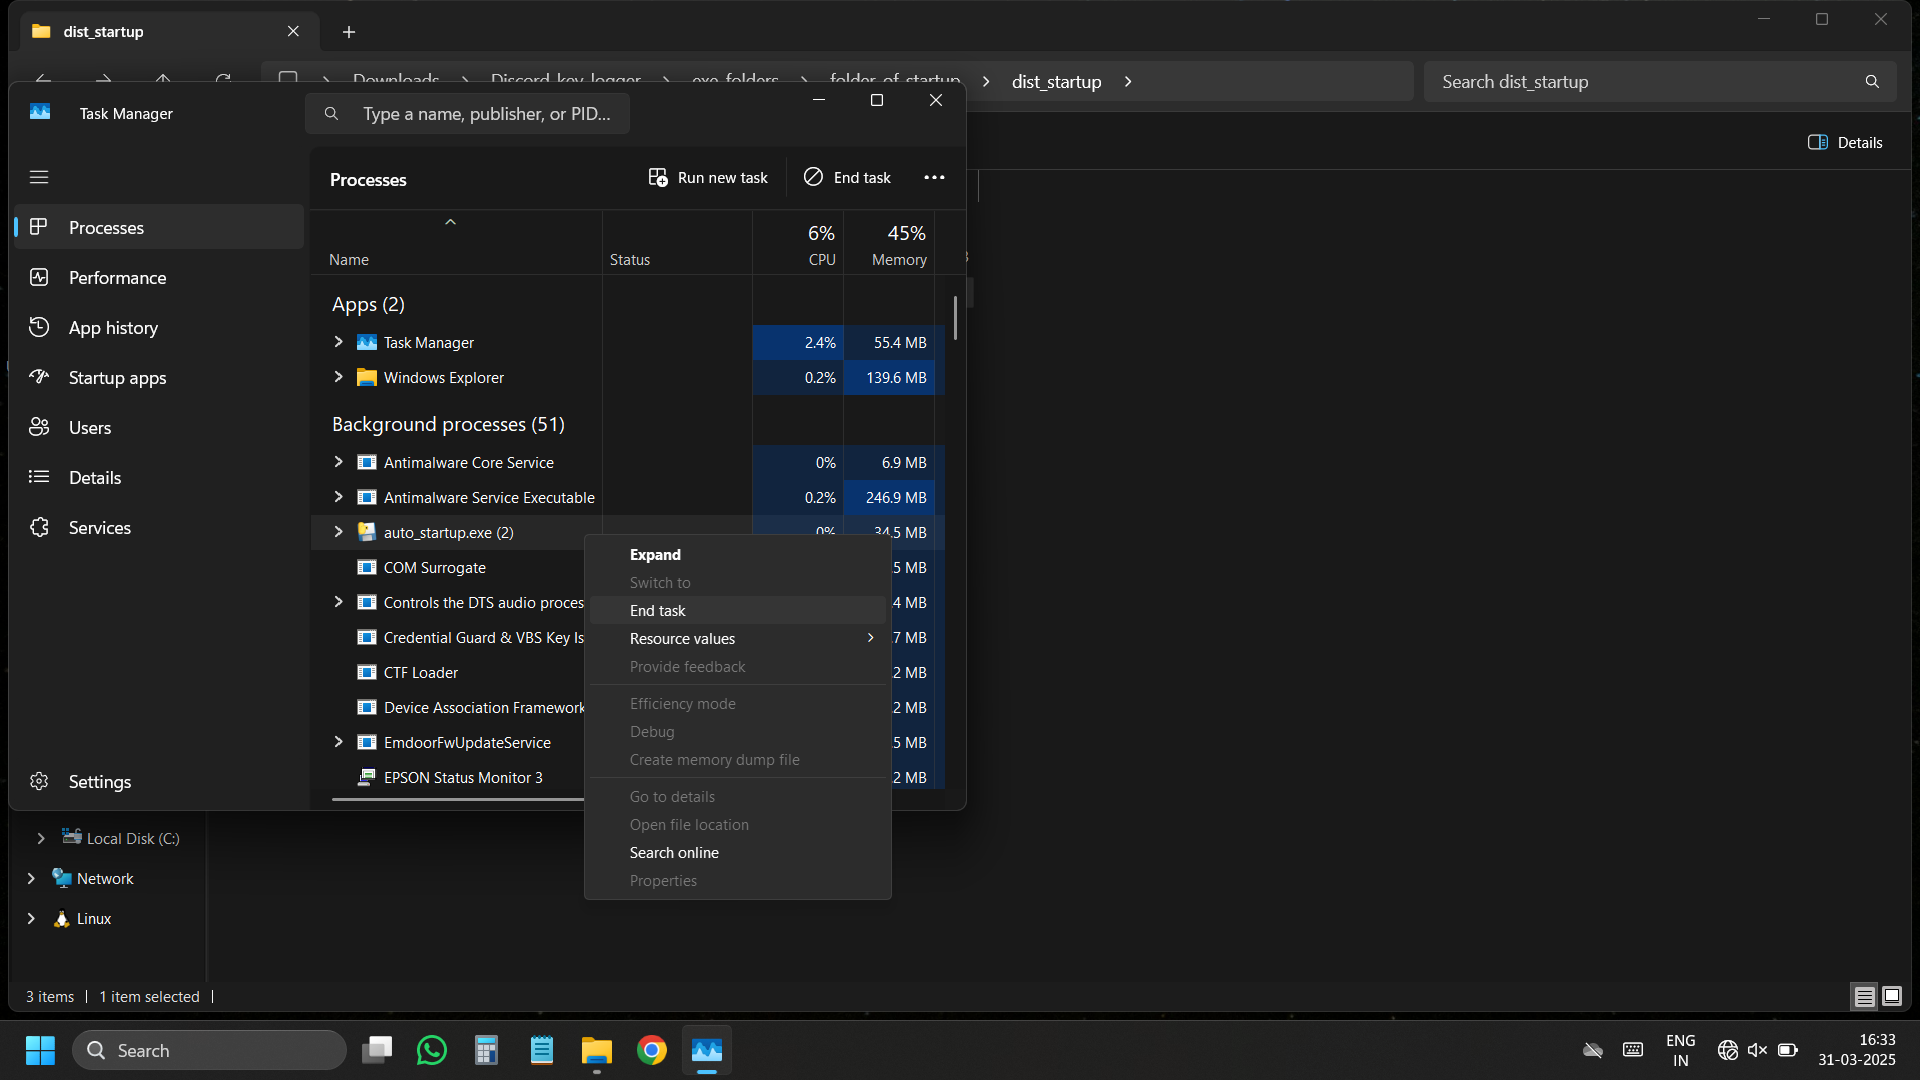 dist_startup
Downloads
Discord_key_logger
exe_folders
folder_of_startup
dist_startup
Search dist_startup
Task Manager
Type a name, publisher, or PID...
Details
Processes
Run new task
End task
Processes
Performance
App history
Startup apps
Users
Details
Services
Settings
6%
45%
Name
Status
CPU
Memory
Apps (2)
Task Manager
2.4%
55.4 MB
Windows Explorer
0.2%
139.6 MB
Background processes (51)
Antimalware Core Service
0%
6.9 MB
Antimalware Service Executable
0.2%
246.9 MB
auto_startup.exe (2)
0%
34.5 MB
COM Surrogate
.5 MB
Controls the DTS audio proces
.4 MB
Credential Guard & VBS Key Is
.7 MB
CTF Loader
.2 MB
Device Association Framework
.2 MB
EmdoorFwUpdateService
.5 MB
EPSON Status Monitor 3
.2 MB
Expand
Switch to
End task
Resource values
Provide feedback
Efficiency mode
Debug
Create memory dump file
Go to details
Open file location
Search online
Properties
Local Disk (C:)
Network
Linux
3 items
1 item selected
Search
ENG
IN
16:33
31-03-2025